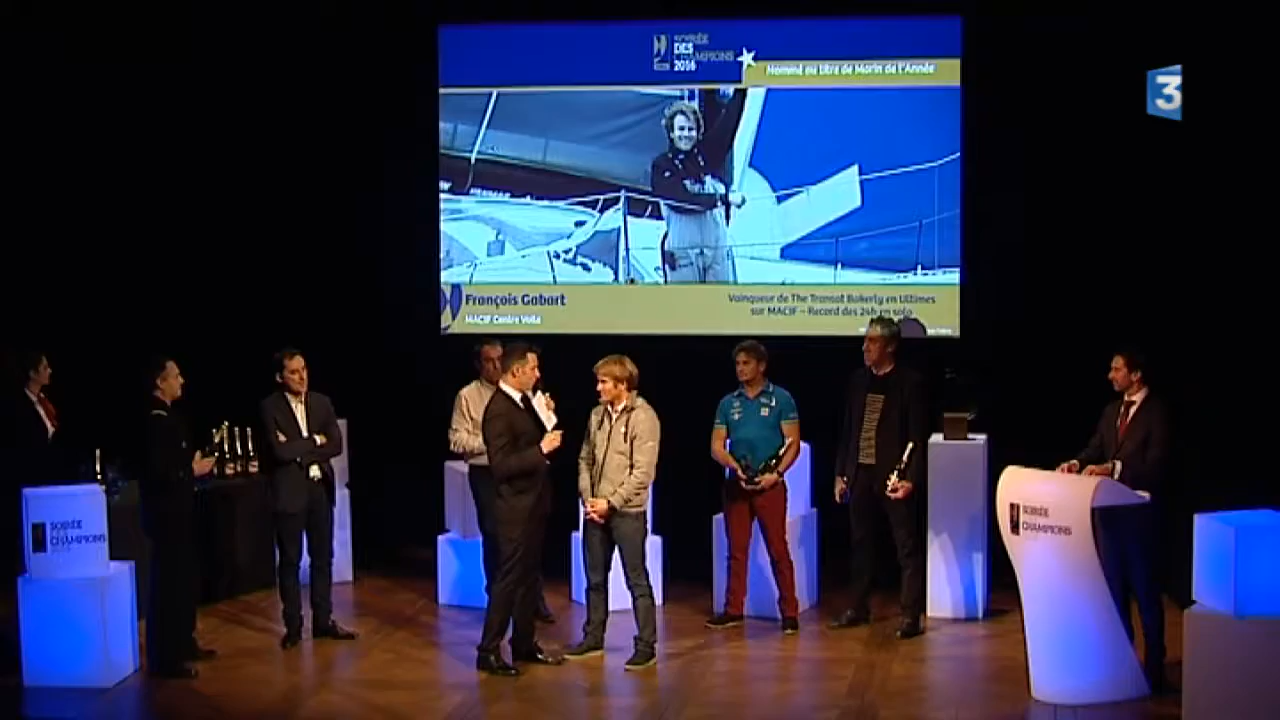 SOIRÉE
DES
CHAMPIONS
2016
Nommé au titre de Marin de l'Année
3
François Gabart
MACIF Centre Voile
Vainqueur de The Transat Bakerly en Ultimes
sur MACIF – Record des 24h en solo
SOIRÉE
CHAMPIONS
SOIRÉE
CHAMPIONS